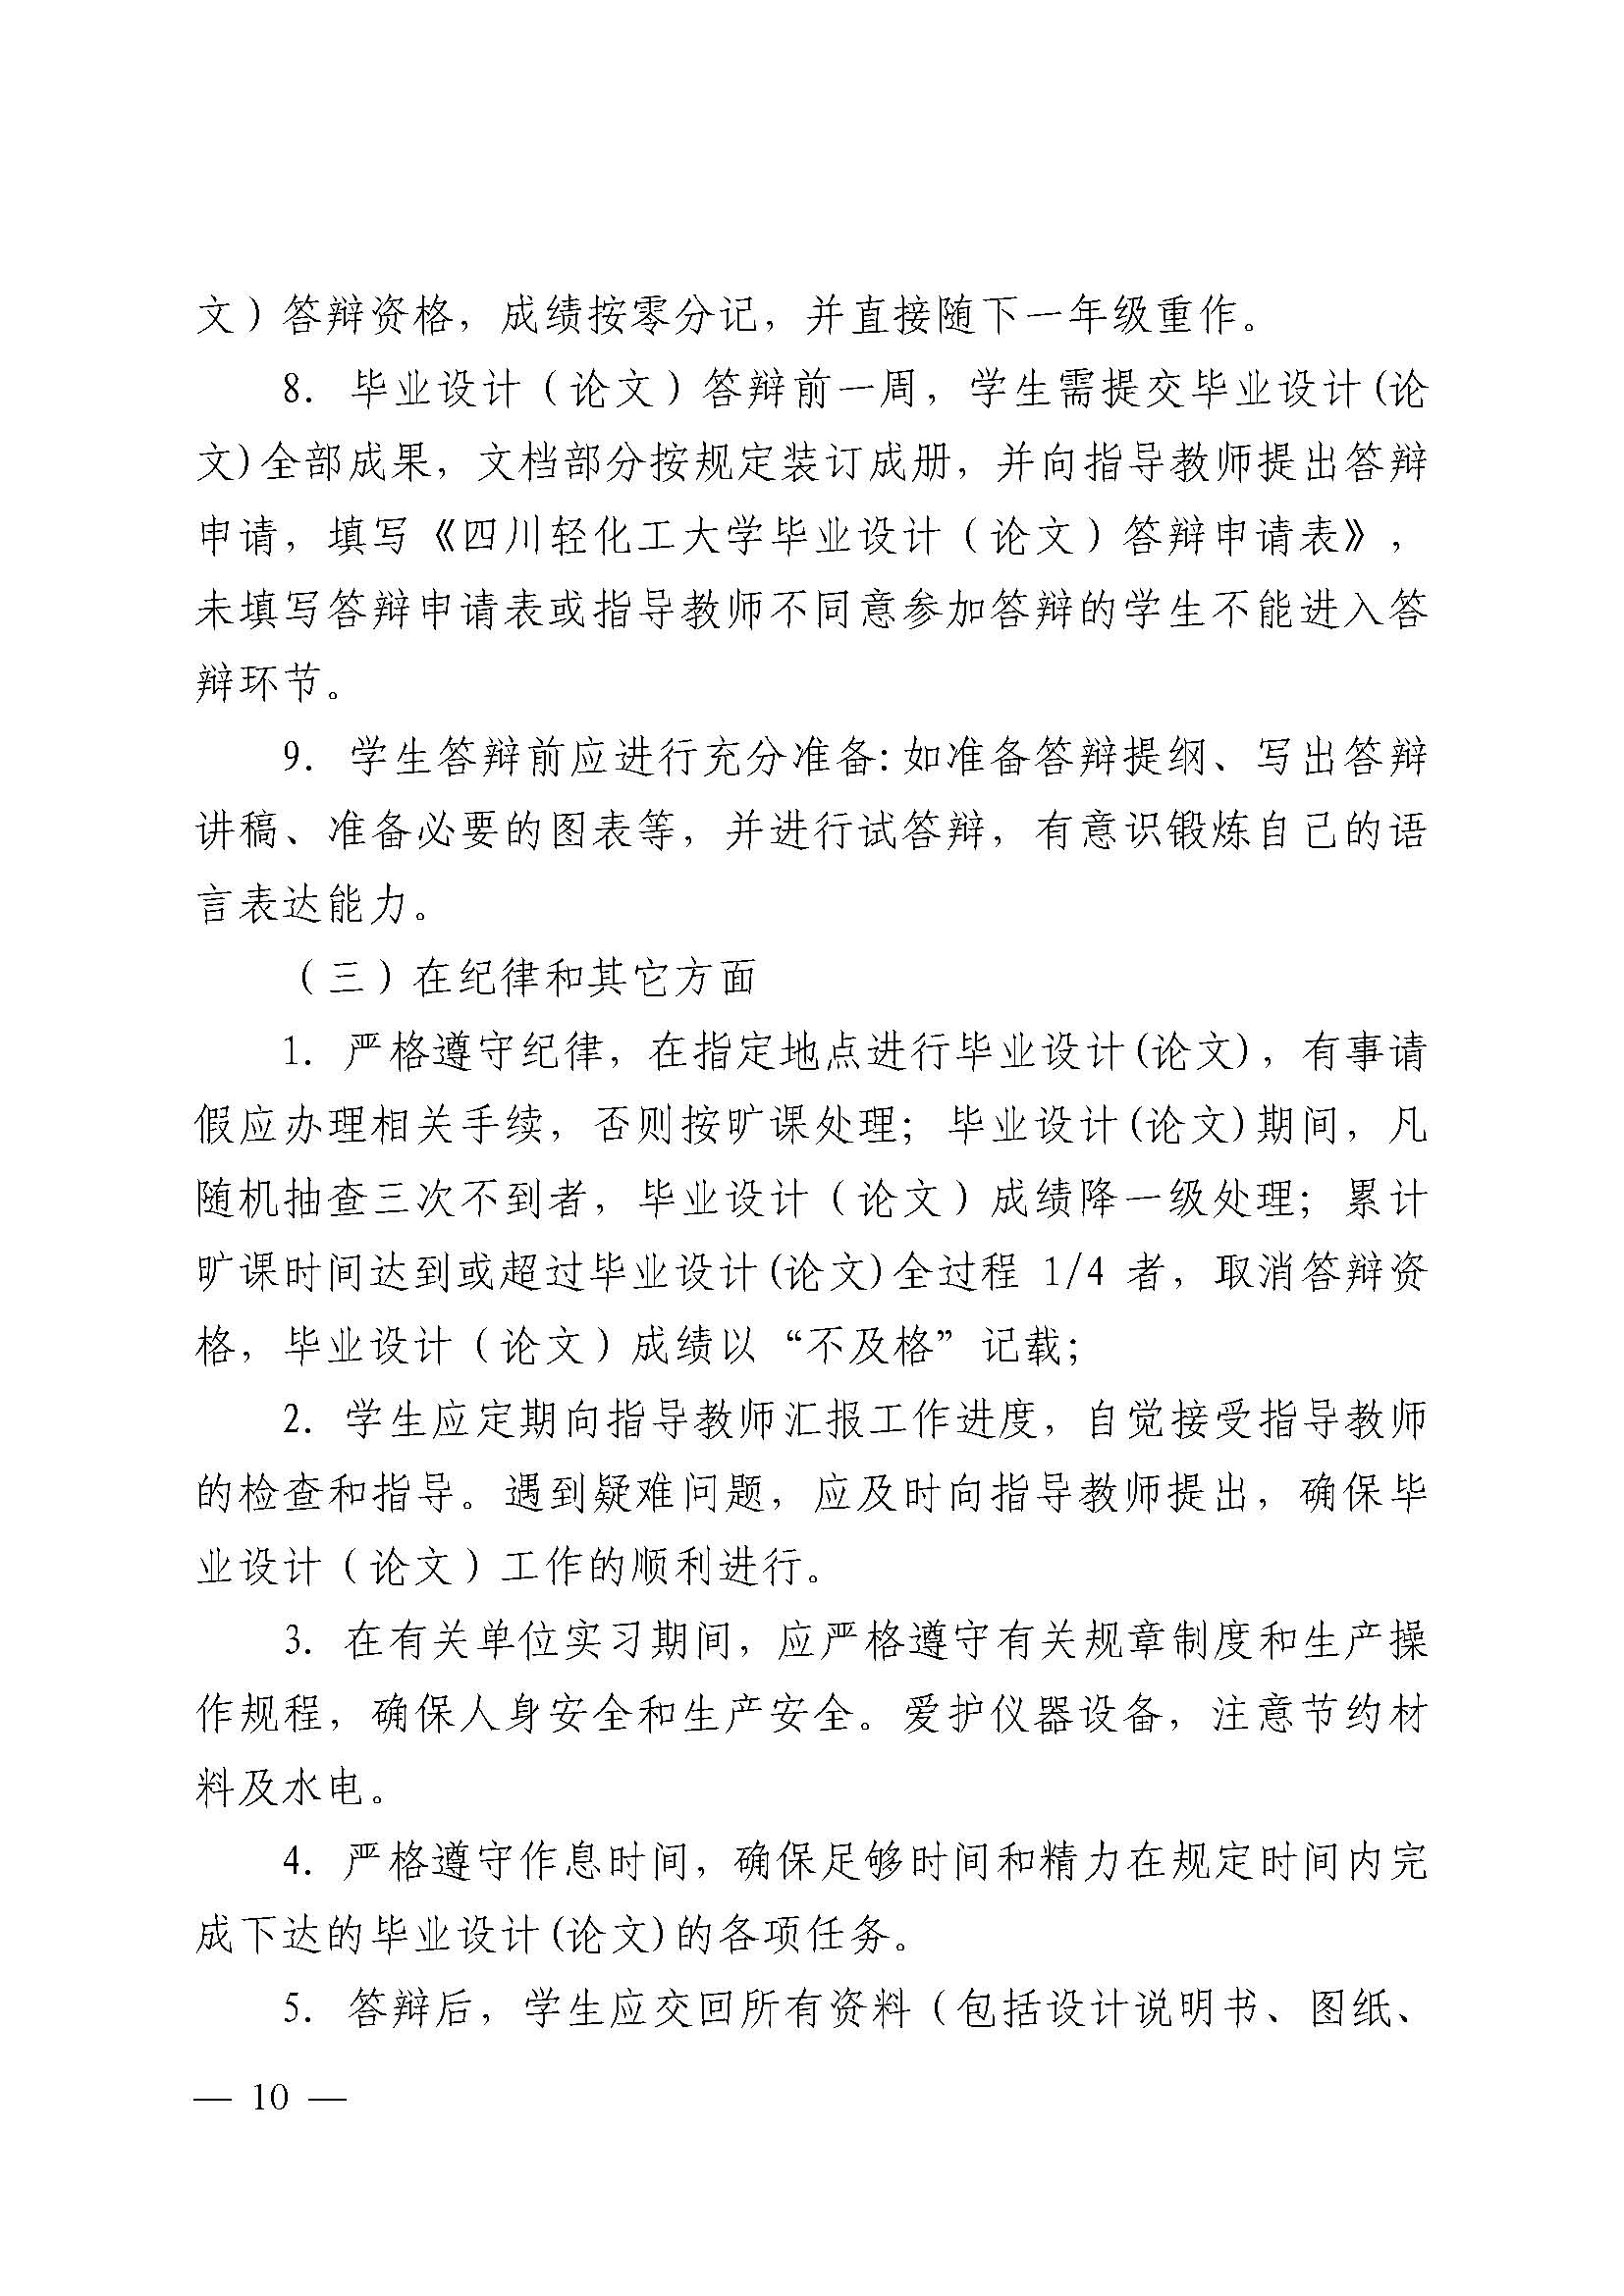 文）答辩资格，成绩按零分记，并直接随下一年级重作。
8. 毕业设计（论文）答辩前一周，学生需提交毕业设计(论
文)全部成果，文档部分按规定装订成册，并向指导教师提出答辩
申请，填写《四川轻化工大学毕业设计（论文）答辩申请表》，
未填写答辩申请表或指导教师不同意参加答辩的学生不能进入答
辩环节。
9. 学生答辩前应进行充分准备:如准备答辩提纲、写出答辩
讲稿、准备必要的图表等，并进行试答辩，有意识锻炼自己的语
言表达能力。
（三）在纪律和其它方面
1. 严格遵守纪律，在指定地点进行毕业设计(论文)，有事请
假应办理相关手续，否则按旷课处理；毕业设计(论文)期间，凡
随机抽查三次不到者，毕业设计（论文）成绩降一级处理；累计
旷课时间达到或超过毕业设计(论文)全过程 1/4 者，取消答辩资
格，毕业设计（论文）成绩以“不及格”记载；
2. 学生应定期向指导教师汇报工作进度，自觉接受指导教师
的检查和指导。遇到疑难问题，应及时向指导教师提出，确保毕
业设计（论文）工作的顺利进行。
3. 在有关单位实习期间，应严格遵守有关规章制度和生产操
作规程，确保人身安全和生产安全。爱护仪器设备，注意节约材
料及水电。
4. 严格遵守作息时间，确保足够时间和精力在规定时间内完
成下达的毕业设计(论文)的各项任务。
5. 答辩后，学生应交回所有资料（包括设计说明书、图纸、
— 10 —